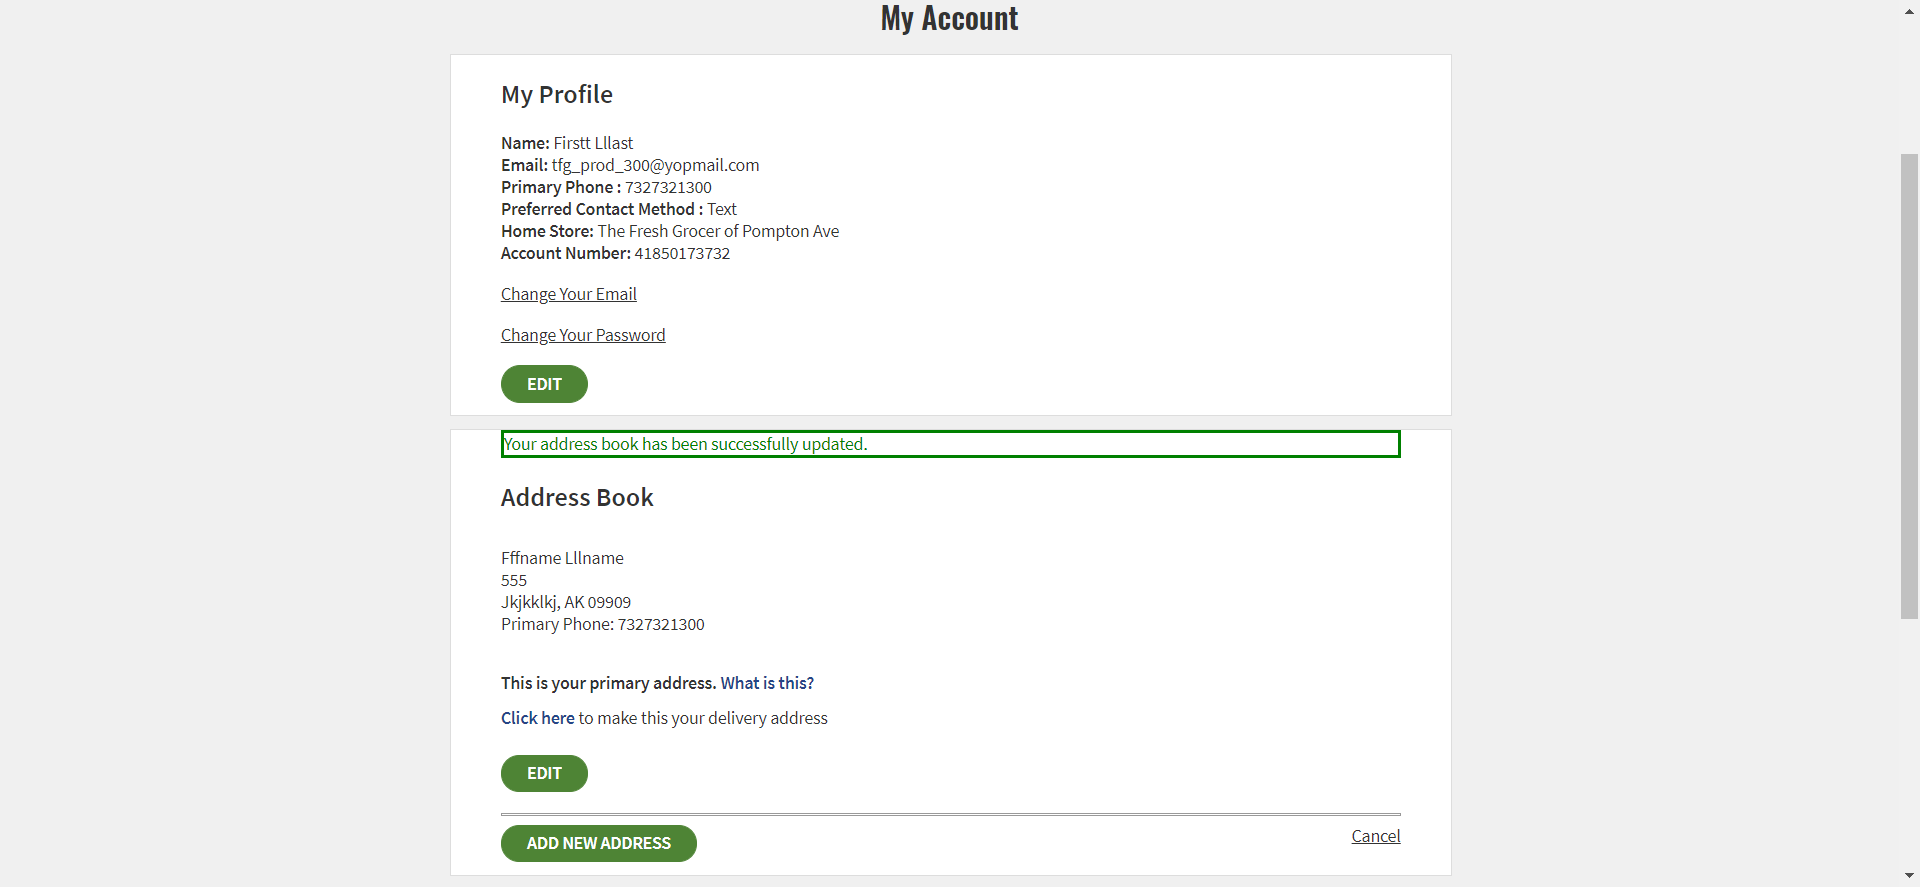 My Account
My Profile
Name: Firstt Lllast
Email: tfg_prod_300@yopmail.com
Primary Phone : 7327321300
Preferred Contact Method : Text
Home Store: The Fresh Grocer of Pompton Ave
Account Number: 41850173732
Change Your Email
Change Your Password
EDIT
Your address book has been successfully updated.
Address Book
Fffname Lllname
555
Jkjkklkj, AK 09909
Primary Phone: 7327321300
This is your primary address. What is this?
Click here to make this your delivery address
EDIT
ADD NEW ADDRESS
Cancel